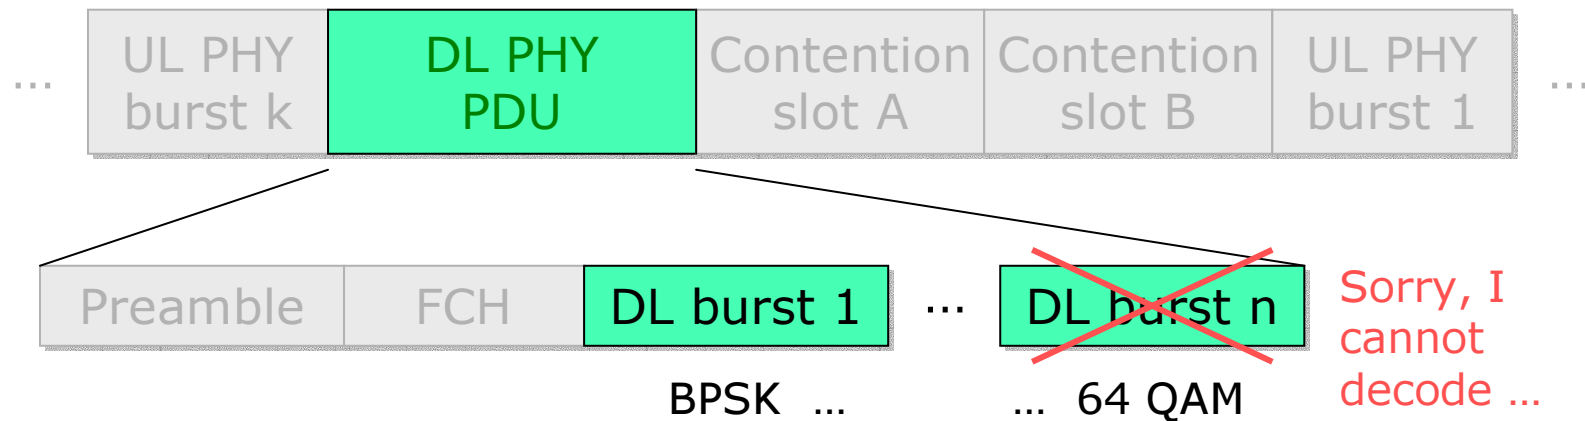 ... UL PHY burst k DL PHY PDU Contention slot A Contention slot B UL PHY burst 1 ...
Preamble FCH DL burst 1 ... DL burst n
BPSK ... ... 64 QAM
Sorry, I
cannot
decode ...